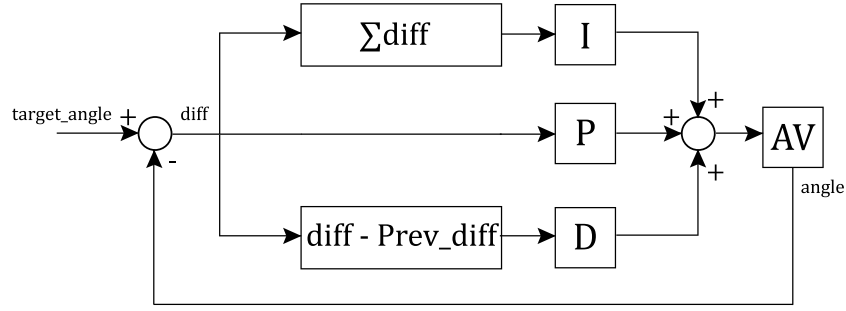 ∑diff
I
target_angle
+
diff
+
+
P
AV
-
+
angle
diff - Prev_diff
D